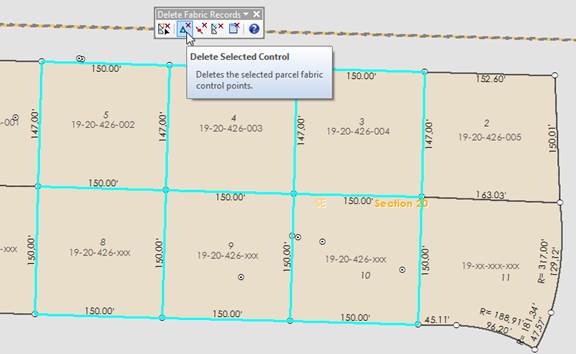 Delete Fabric Records
Delete Selected Control
Deletes the selected parcel fabric
control points.
150.00'
150.00'
150.00'
152.60'
5
19-20-426-002
4
19-20-426-003
3
19-20-426-004
2
19-20-426-005
-001
147.00'
147.00'
147.00'
147.00'
150.01'
150.00'
150.00'
150.00'
163.03'
SE
Section 20
8
19-20-426-xxx
9
19-20-426-xxx
19-20-426-xxx
10
19-xx-xxx-xxx
11
-xxx
150.00'
150.00'
150.00'
150.00'
R= 317.00'
129.12'
150.00'
150.00'
150.00'
45.11'
R= 188.91'
96.20'
R= 181.34'
47.57'